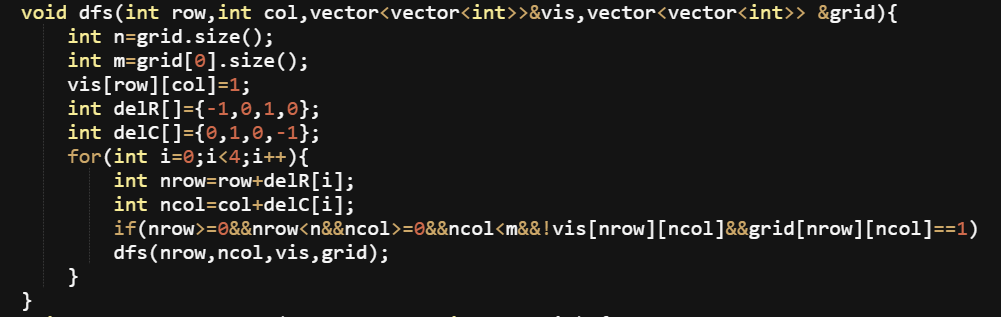 void dfs(int row,int col,vector<vector<int>>&vis,vector<vector<int>> &grid){
    int n=grid.size();
    int m=grid[0].size();
    vis[row][col]=1;
    int delR[]={-1,0,1,0};
    int delC[]={0,1,0,-1};
    for(int i=0;i<4;i++){
        int nrow=row+delR[i];
        int ncol=col+delC[i];
        if(nrow>=0&&nrow<n&&ncol>=0&&ncol<m&&!vis[nrow][ncol]&&grid[nrow][ncol]==1)
        dfs(nrow,ncol,vis,grid);
    }
}